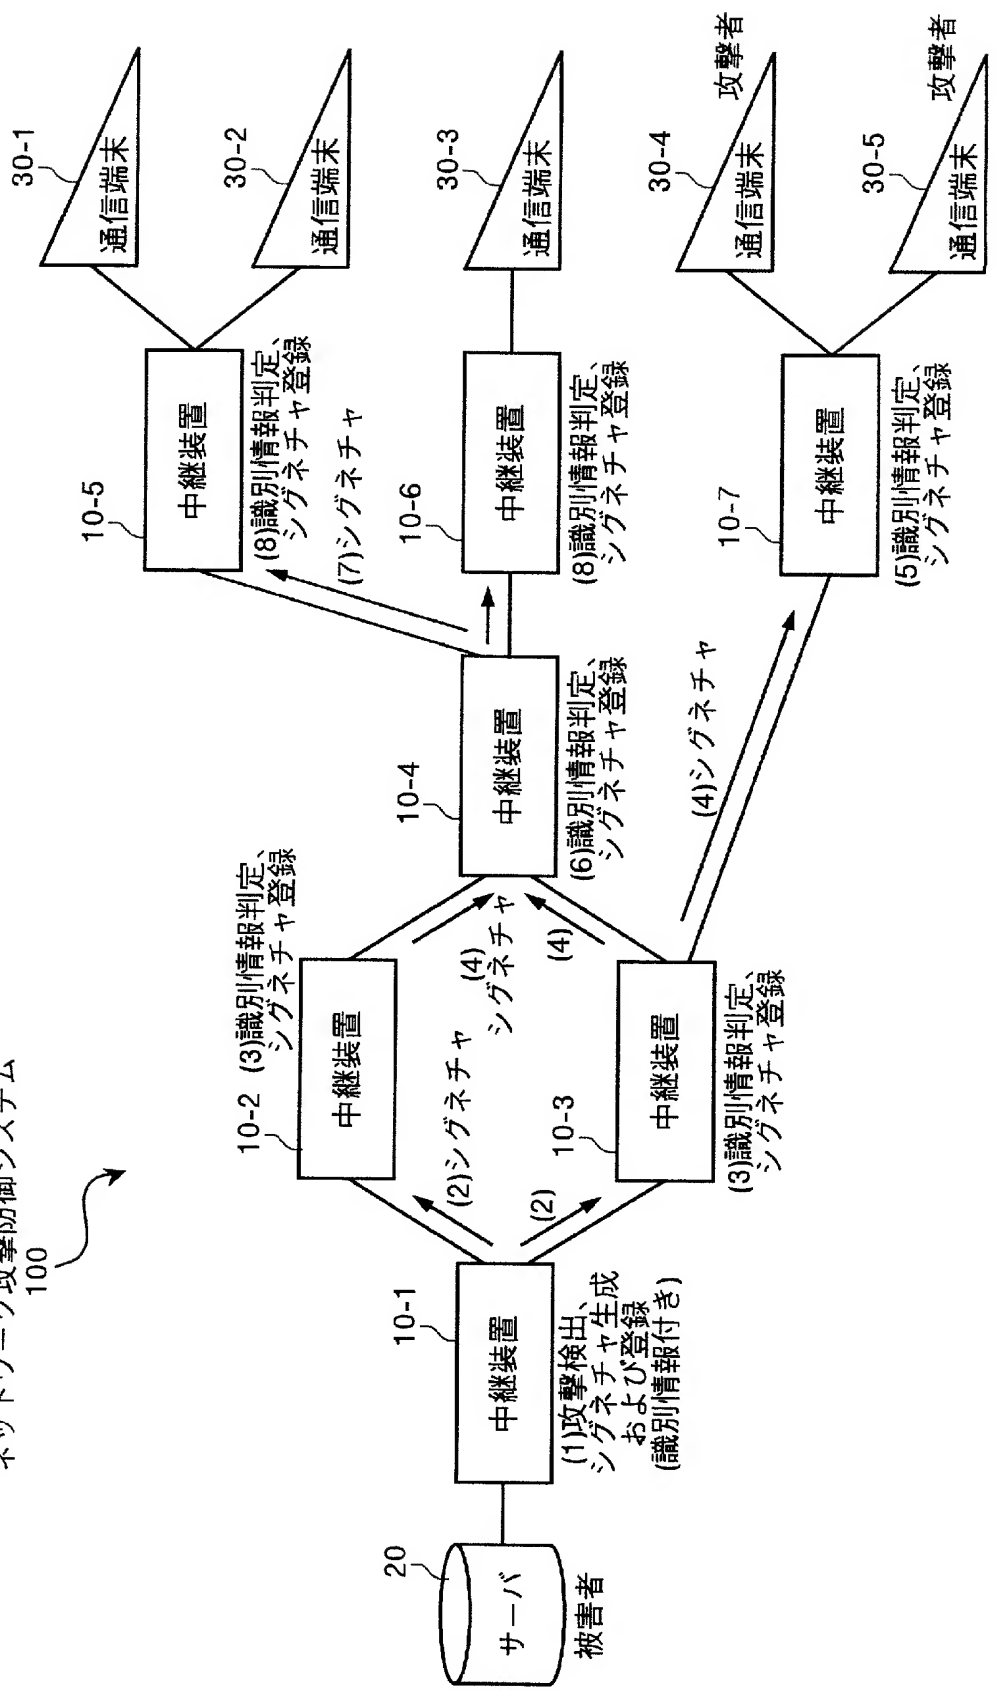 ネットワーク攻撃防御システム
100
20
サーバ
被害者
10-1
中継装置
(1)攻撃検出、
シグネチャ生成
および登録
(識別情報付き)
(2)シグネチャ
(2)
10-2
中継装置
(3)識別情報判定、
シグネチャ登録
10-3
中継装置
(3)識別情報判定、
シグネチャ登録
(4)
シグネチャ
(4)
(4)シグネチャ
10-4
中継装置
(6)識別情報判定、
シグネチャ登録
(7)シグネチャ
10-5
中継装置
(8)識別情報判定、
シグネチャ登録
10-6
中継装置
(8)識別情報判定、
シグネチャ登録
10-7
中継装置
(5)識別情報判定、
シグネチャ登録
30-1
通信端末
30-2
通信端末
30-3
通信端末
30-4
通信端末
攻撃者
30-5
通信端末
攻撃者